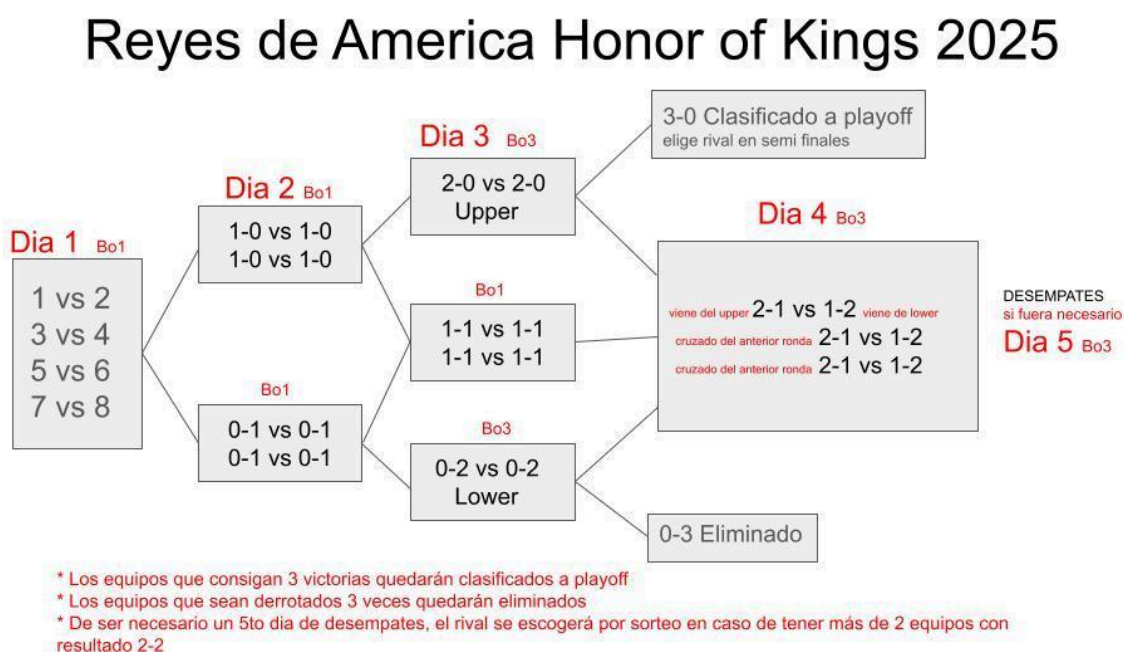 Reyes de America Honor of Kings 2025
Dia 1 Bo1
1 vs 2
3 vs 4
5 vs 6
7 vs 8
Dia 2 Bo1
1-0 vs 1-0
1-0 vs 1-0
Bo1
0-1 vs 0-1
0-1 vs 0-1
Dia 3 Bo3
2-0 vs 2-0
Upper
Bo1
1-1 vs 1-1
1-1 vs 1-1
Bo3
0-2 vs 0-2
Lower
3-0 Clasificado a playoff
elige rival en semi finales
Dia 4 Bo3
viene del upper 2-1 vs 1-2 viene de lower
cruzado del anterior ronda 2-1 vs 1-2
cruzado del anterior ronda 2-1 vs 1-2
0-3 Eliminado
DESEMPATES
si fuera necesario
Dia 5 Bo3
* Los equipos que consigan 3 victorias quedarán clasificados a playoff
* Los equipos que sean derrotados 3 veces quedarán eliminados
* De ser necesario un 5to dia de desempates, el rival se escogerá por sorteo en caso de tener más de 2 equipos con
resultado 2-2